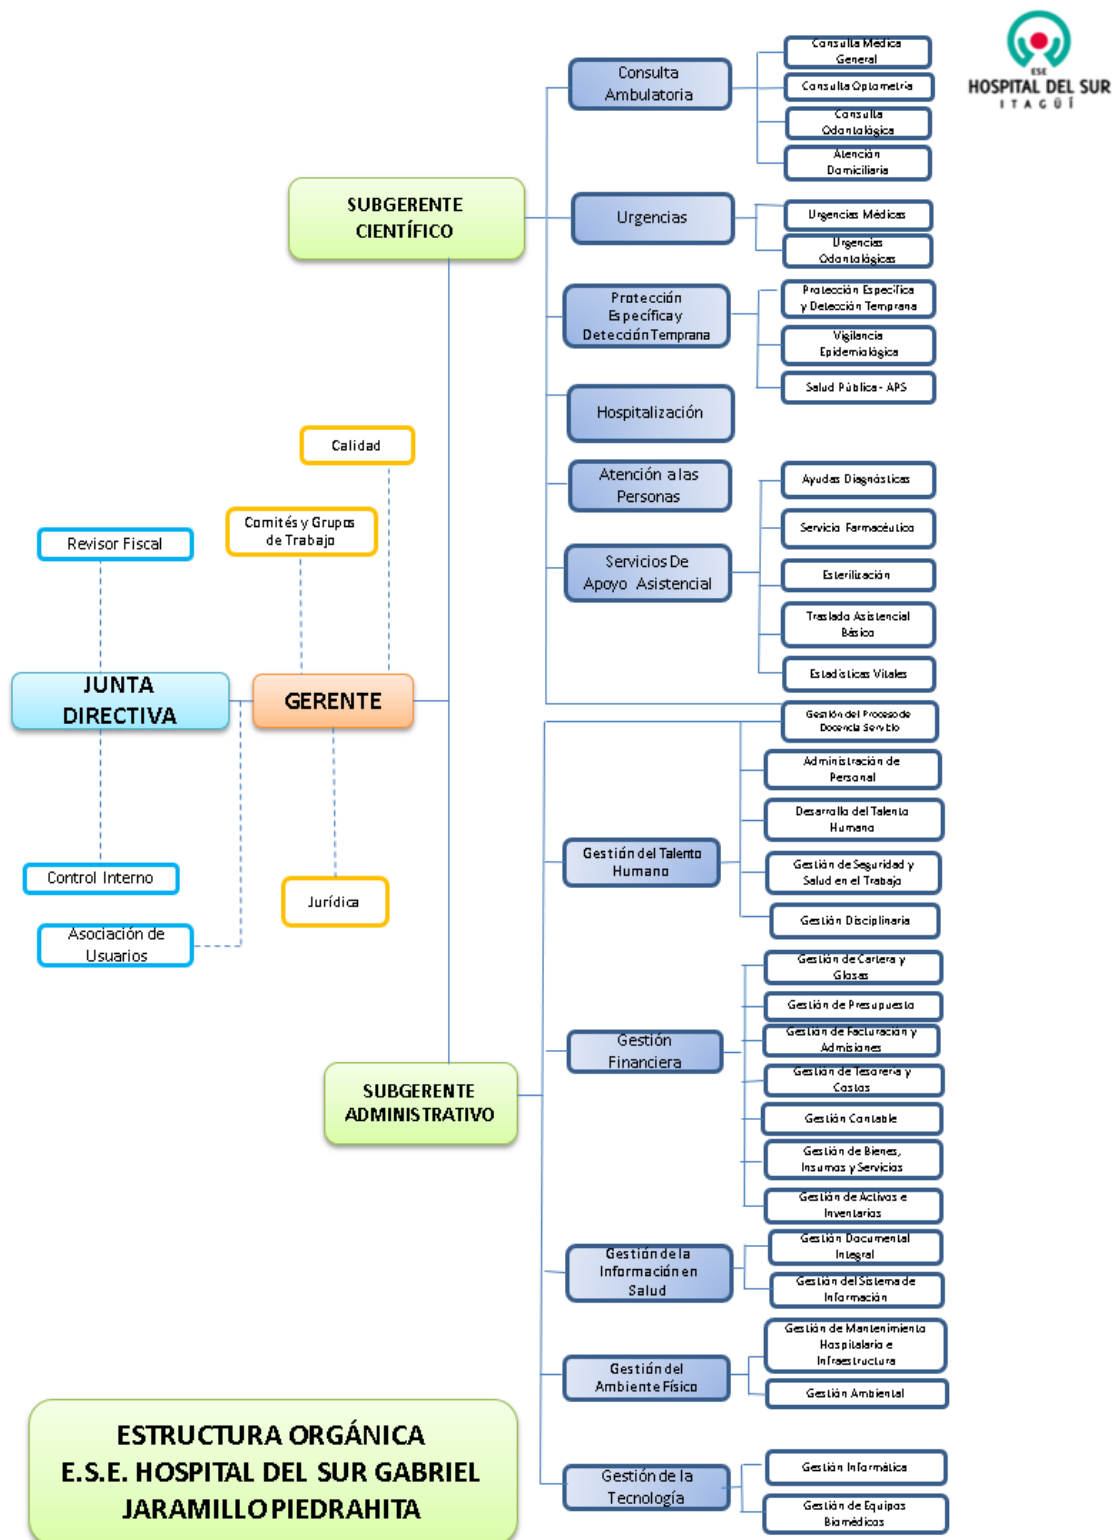 ESE
HOSPITAL DEL SUR
ITAGÜÍ
SUBGERENTE
CIENTÍFICO
Consulta
Ambulatoria
Consulta Médica
General
Consulta Optometría
Consulta
Odontológica
Atención
Domiciliaria
Urgencias
Urgencias Médicas
Urgencias
Odontológicas
Protección
Específica y
Detección Temprana
Protección Específica
y Detección Temprana
Vigilancia
Epidemiológica
Salud Pública - APS
Hospitalización
Atención a las
Personas
Servicios De
Apoyo Asistencial
Ayudas Diagnósticas
Servicio Farmacéutico
Esterilización
Traslado Asistencial
Básico
Estadísticas Vitales
Gestión del Proceso de
Docencia Servicio
Calidad
Comités y Grupos
de Trabajo
Revisor Fiscal
JUNTA
DIRECTIVA
GERENTE
Control Interno
Asociación de
Usuarios
Jurídica
SUBGERENTE
ADMINISTRATIVO
Gestión del Talento
Humano
Administración de
Personal
Desarrollo del Talento
Humano
Gestión de Seguridad y
Salud en el Trabajo
Gestión Disciplinaria
Gestión
Financiera
Gestión de Cartera y
Glosas
Gestión de Presupuesto
Gestión de Facturación y
Admisiones
Gestión de Tesorería y
Costos
Gestión Contable
Gestión de Bienes,
Insumos y Servicios
Gestión de Activos e
Inventarios
Gestión de la
Información en
Salud
Gestión Documental
Integral
Gestión del Sistema de
Información
Gestión del
Ambiente Físico
Gestión de Mantenimiento
Hospitalario e
Infraestructura
Gestión Ambiental
Gestión de la
Tecnología
Gestión Informática
Gestión de Equipos
Biomédicos
ESTRUCTURA ORGÁNICA
E.S.E. HOSPITAL DEL SUR GABRIEL
JARAMILLO PIEDRAHITA